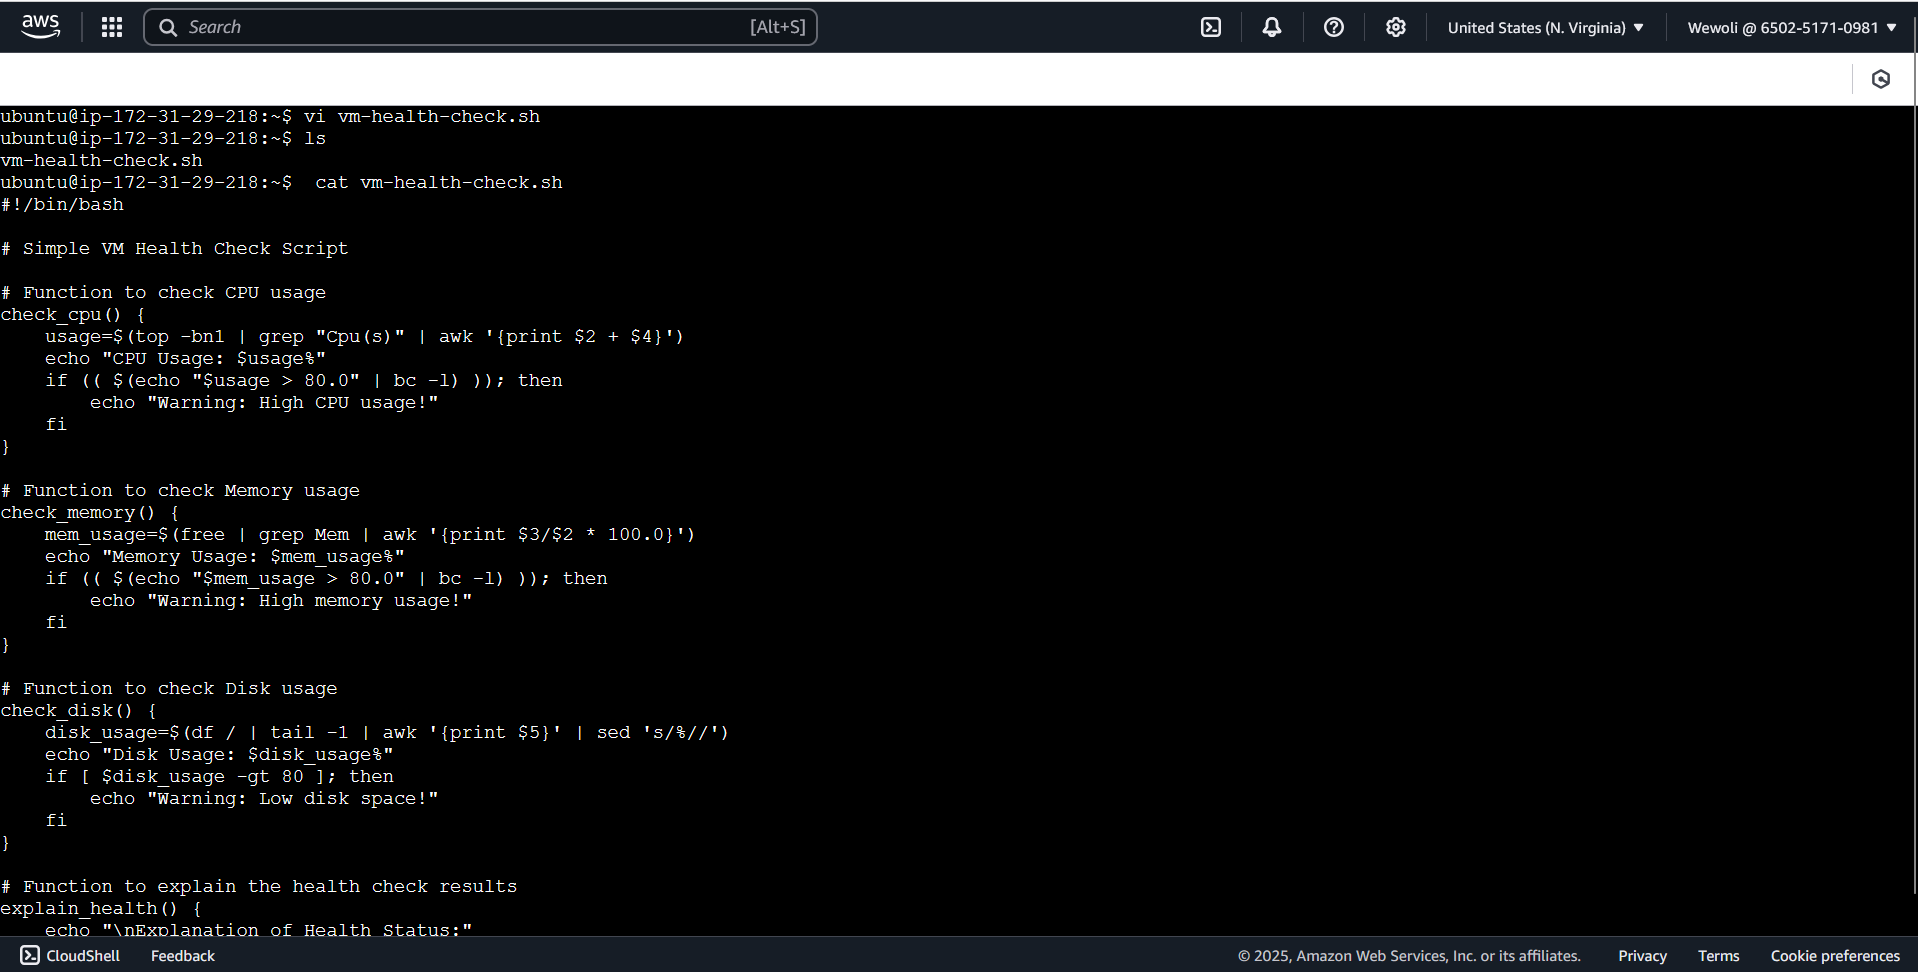 aws
Search [Alt+S]
United States (N. Virginia) ▼
Wewoli @ 6502-5171-0981 ▼
ubuntu@ip-172-31-29-218:~$ vi vm-health-check.sh
ubuntu@ip-172-31-29-218:~$ ls
vm-health-check.sh
ubuntu@ip-172-31-29-218:~$  cat vm-health-check.sh
#!/bin/bash

# Simple VM Health Check Script

# Function to check CPU usage
check_cpu() {
    usage=$(top -bn1 | grep "Cpu(s)" | awk '{print $2 + $4}')
    echo "CPU Usage: $usage%"
    if (( $(echo "$usage > 80.0" | bc -l) )); then
        echo "Warning: High CPU usage!"
    fi
}

# Function to check Memory usage
check_memory() {
    mem_usage=$(free | grep Mem | awk '{print $3/$2 * 100.0}')
    echo "Memory Usage: $mem_usage%"
    if (( $(echo "$mem_usage > 80.0" | bc -l) )); then
        echo "Warning: High memory usage!"
    fi
}

# Function to check Disk usage
check_disk() {
    disk_usage=$(df / | tail -1 | awk '{print $5}' | sed 's/%//')
    echo "Disk Usage: $disk_usage%"
    if [ $disk_usage -gt 80 ]; then
        echo "Warning: Low disk space!"
    fi
}

# Function to explain the health check results
explain_health() {
    echo "\nExplanation of Health Status:"
CloudShell
Feedback
© 2025, Amazon Web Services, Inc. or its affiliates.
Privacy
Terms
Cookie preferences